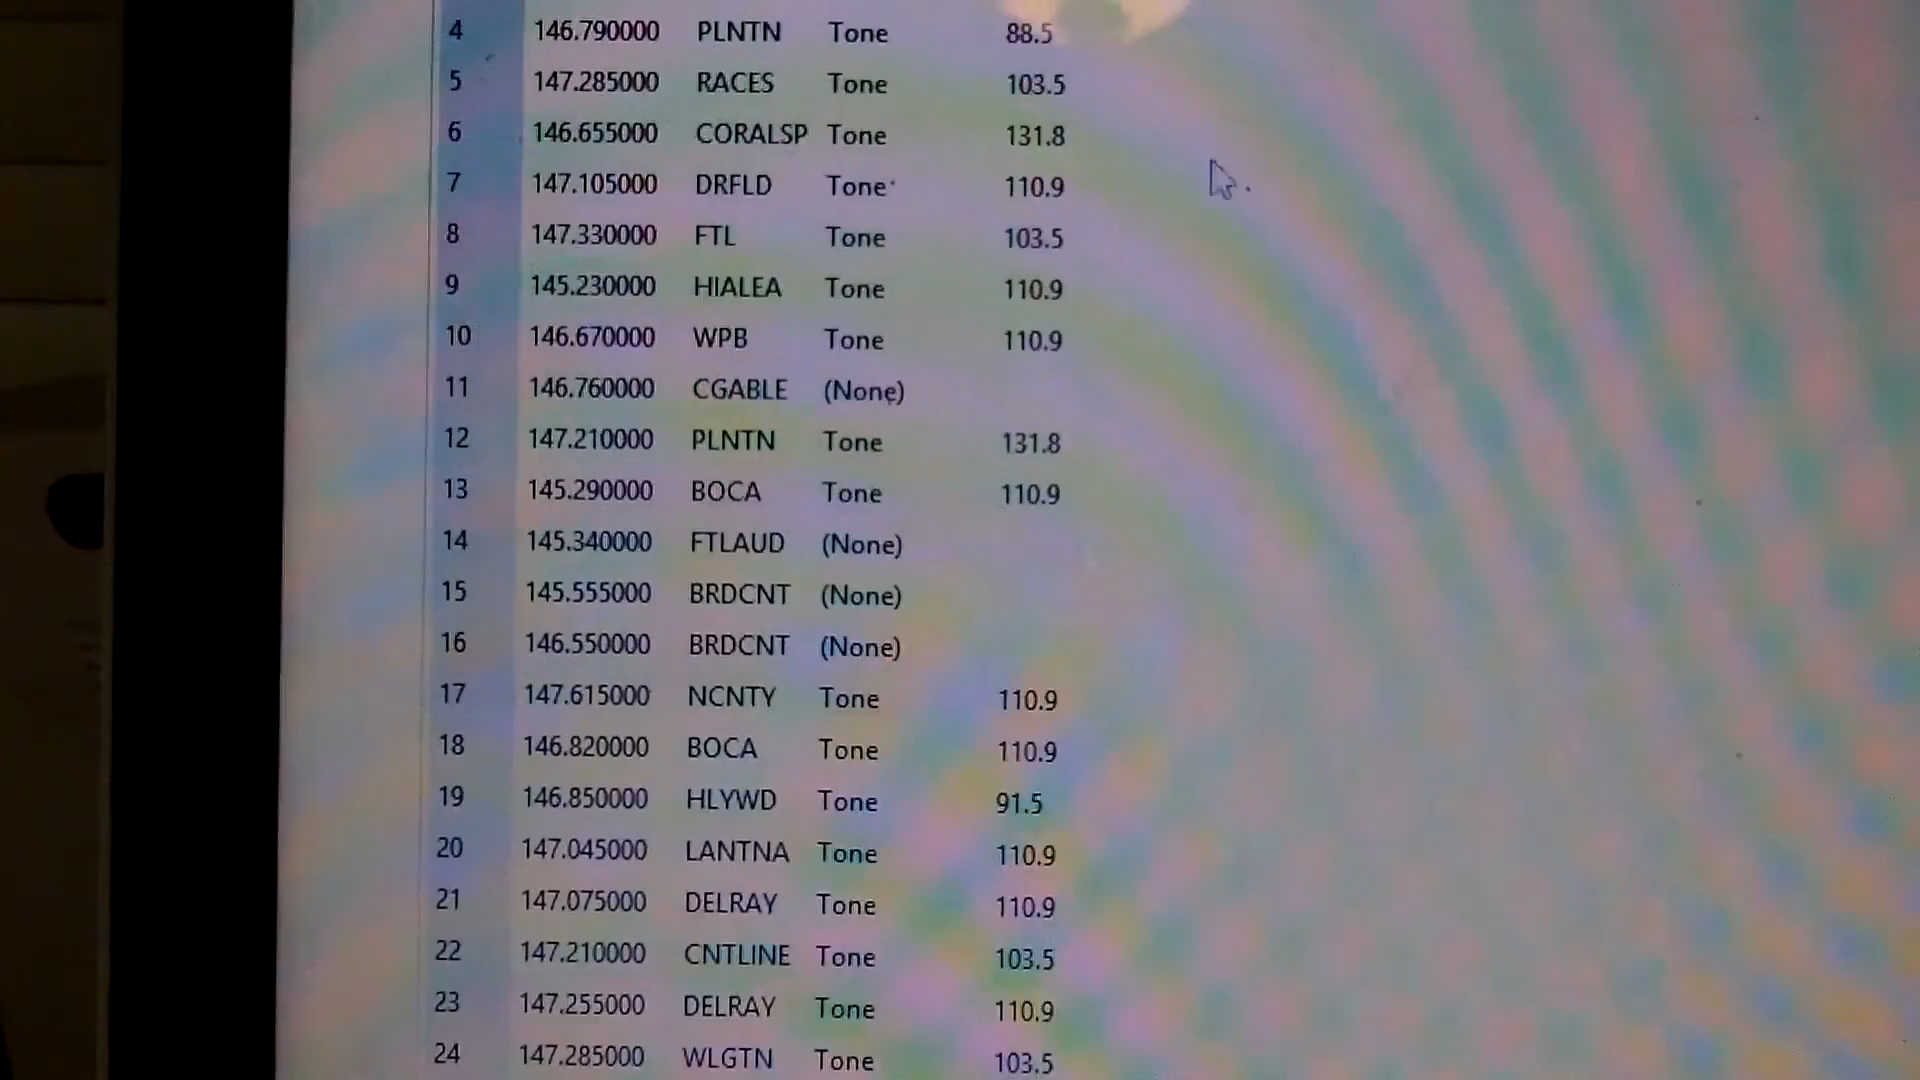 4 146.790000 PLNTN Tone 88.5
5 147.285000 RACES Tone 103.5
6 146.655000 CORALSP Tone 131.8
7 147.105000 DRFLD Tone 110.9
8 147.330000 FTL Tone 103.5
9 145.230000 HIALEA Tone 110.9
10 146.670000 WPB Tone 110.9
11 146.760000 CGABLE (None)
12 147.210000 PLNTN Tone 131.8
13 145.290000 BOCA Tone 110.9
14 145.340000 FTLAUD (None)
15 145.555000 BRDCNT (None)
16 146.550000 BRDCNT (None)
17 147.615000 NCNTY Tone 110.9
18 146.820000 BOCA Tone 110.9
19 146.850000 HLYWD Tone 91.5
20 147.045000 LANTNA Tone 110.9
21 147.075000 DELRAY Tone 110.9
22 147.210000 CNTLINE Tone 103.5
23 147.255000 DELRAY Tone 110.9
24 147.285000 WLGTN Tone 103.5